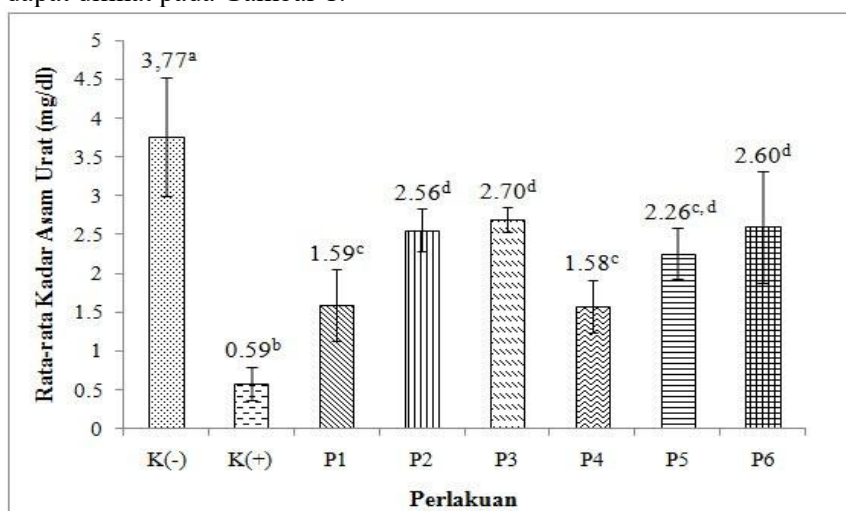 dapat dilihat pada Gambar 1.
Rata-rata Kadar Asam Urat (mg/dl)
5
4.5
4
3.5
3
2.5
2
1.5
1
0.5
0
3,77ᵃ
0.59ᵇ
1.59ᶜ
2.56ᵈ
2.70ᵈ
1.58ᶜ
2.26ᶜ,ᵈ
2.60ᵈ
K(-) K(+) P1 P2 P3 P4 P5 P6
Perlakuan